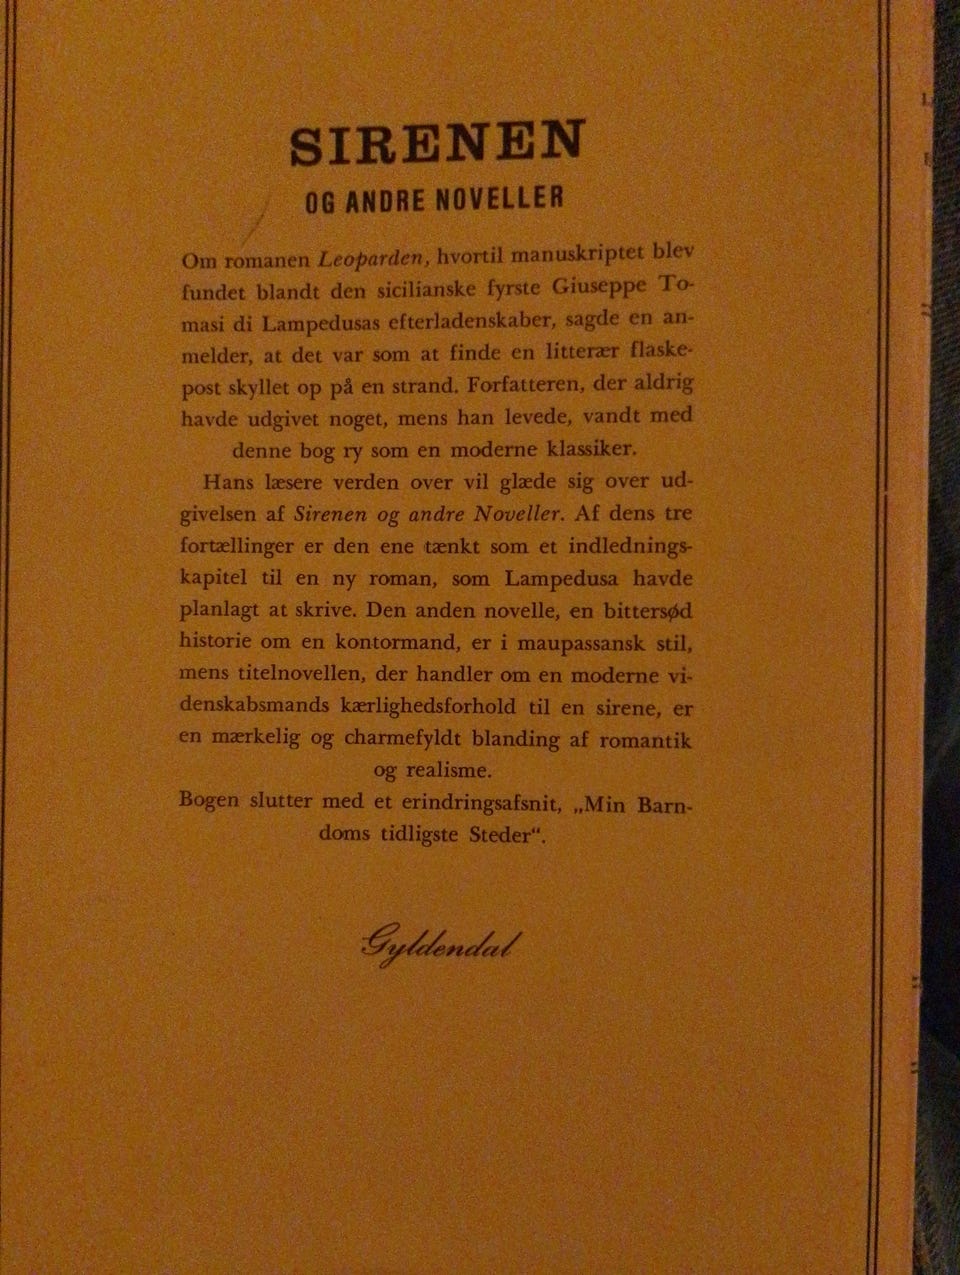 SIRENEN
OG ANDRE NOVELLER
Om romanen Leoparden, hvortil manuskriptet blev
fundet blandt den sicilianske fyrste Giuseppe To-
masi di Lampedusas efterladenskaber, sagde en an-
melder, at det var som at finde en litterær flaske-
post skyllet op på en strand. Forfatteren, der aldrig
havde udgivet noget, mens han levede, vandt med
denne bog ry som en moderne klassiker.
Hans læsere verden over vil glæde sig over ud-
givelsen af Sirenen og andre Noveller. Af dens tre
fortællinger er den ene tænkt som et indlednings-
kapitel til en ny roman, som Lampedusa havde
planlagt at skrive. Den anden novelle, en bittersød
historie om en kontormand, er i maupassansk stil,
mens titelnovellen, der handler om en moderne vi-
denskabsmands kærlighedsforhold til en sirene, er
en mærkelig og charmefyldt blanding af romantik
og realisme.
Bogen slutter med et erindringsafsnit, „Min Barn-
doms tidligste Steder“.
Gyldendal